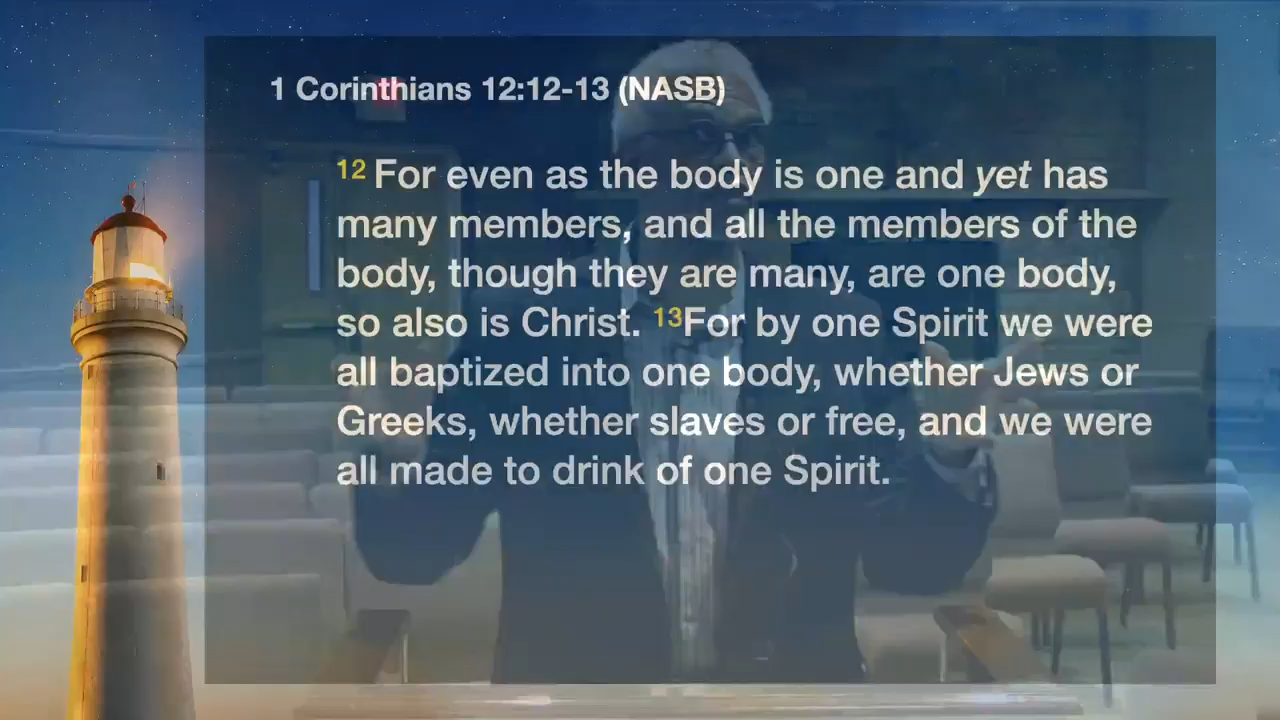 1 Corinthians 12:12-13 (NASB)
12 For even as the body is one and yet has
many members, and all the members of the
body, though they are many, are one body,
so also is Christ. 13For by one Spirit we were
all baptized into one body, whether Jews or
Greeks, whether slaves or free, and we were
all made to drink of one Spirit.